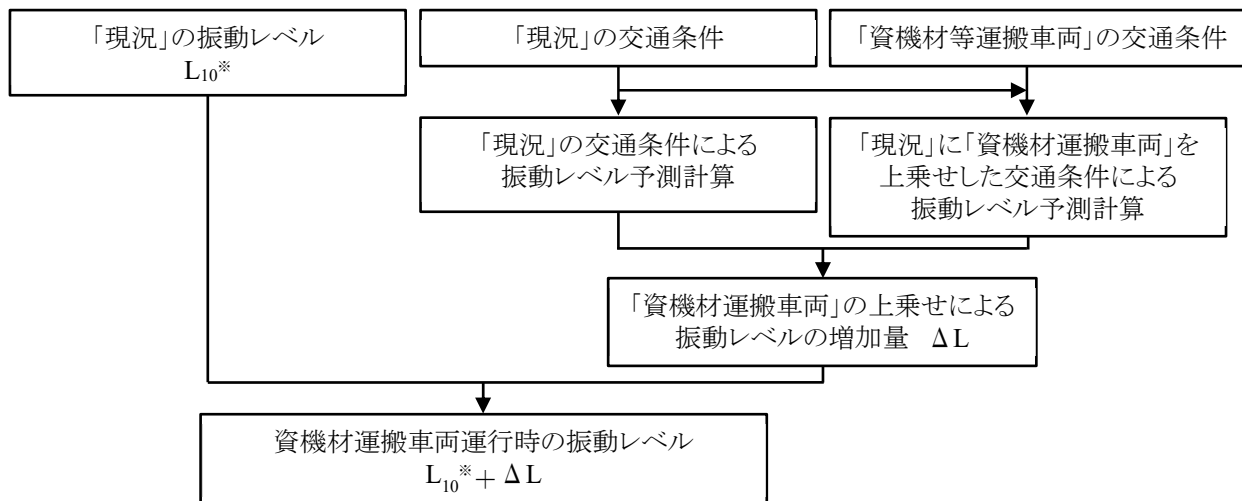 「現況」の振動レベル
L10※
「現況」の交通条件
「資機材等運搬車両」の交通条件
「現況」の交通条件による
振動レベル予測計算
「現況」に「資機材運搬車両」を
上乗せした交通条件による
振動レベル予測計算
「資機材運搬車両」の上乗せによる
振動レベルの増加量 ΔL
資機材運搬車両運行時の振動レベル
L10※+ΔL